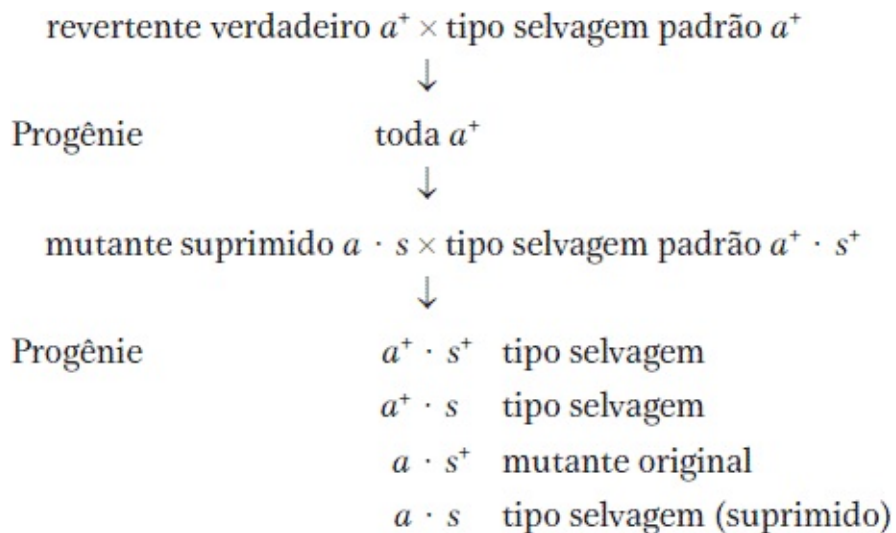 revertente verdadeiro a⁺ × tipo selvagem padrão a⁺
↓
Progênie toda a⁺
↓
mutante suprimido a · s × tipo selvagem padrão a⁺ · s⁺
↓
Progênie a⁺ · s⁺ tipo selvagem
a⁺ · s tipo selvagem
a · s⁺ mutante original
a · s tipo selvagem (suprimido)